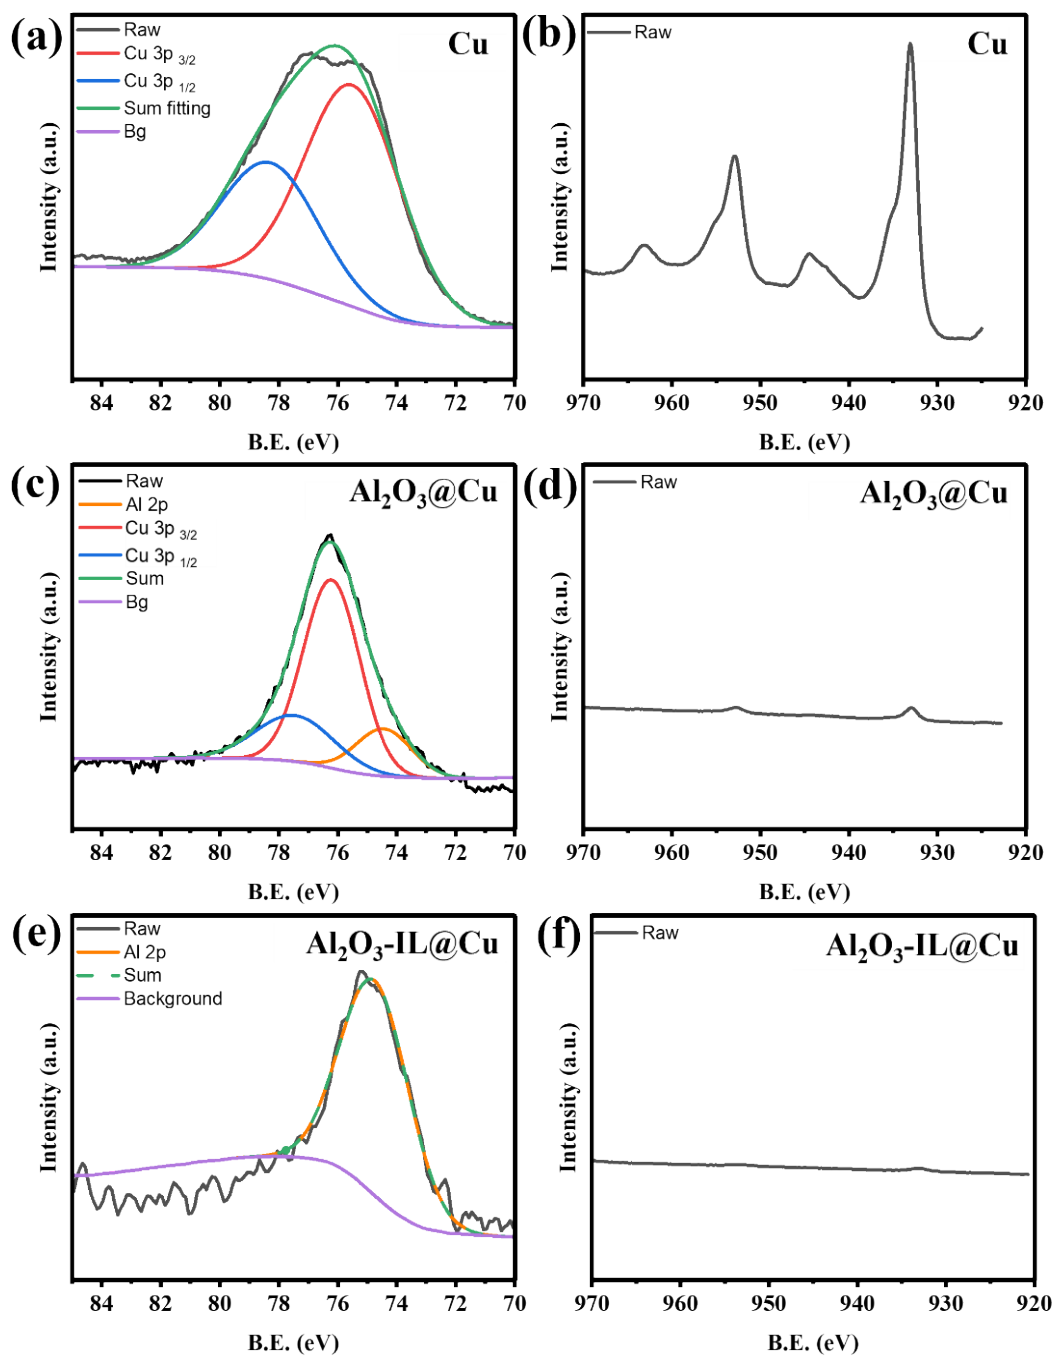 (a)
Raw
Cu 3p 3/2
Cu 3p 1/2
Sum fitting
Bg
Cu
Intensity (a.u.)
84 82 80 78 76 74 72 70
B.E. (eV)
(b)
Raw
Cu
Intensity (a.u.)
970 960 950 940 930 920
B.E. (eV)
(c)
Raw
Al 2p
Cu 3p 3/2
Cu 3p 1/2
Sum
Bg
Al₂O₃@Cu
Intensity (a.u.)
84 82 80 78 76 74 72 70
B.E. (eV)
(d)
Raw
Al₂O₃@Cu
Intensity (a.u.)
970 960 950 940 930 920
B.E. (eV)
(e)
Raw
Al 2p
Sum
Background
Al₂O₃-IL@Cu
Intensity (a.u.)
84 82 80 78 76 74 72 70
B.E. (eV)
(f)
Raw
Al₂O₃-IL@Cu
Intensity (a.u.)
970 960 950 940 930 920
B.E. (eV)